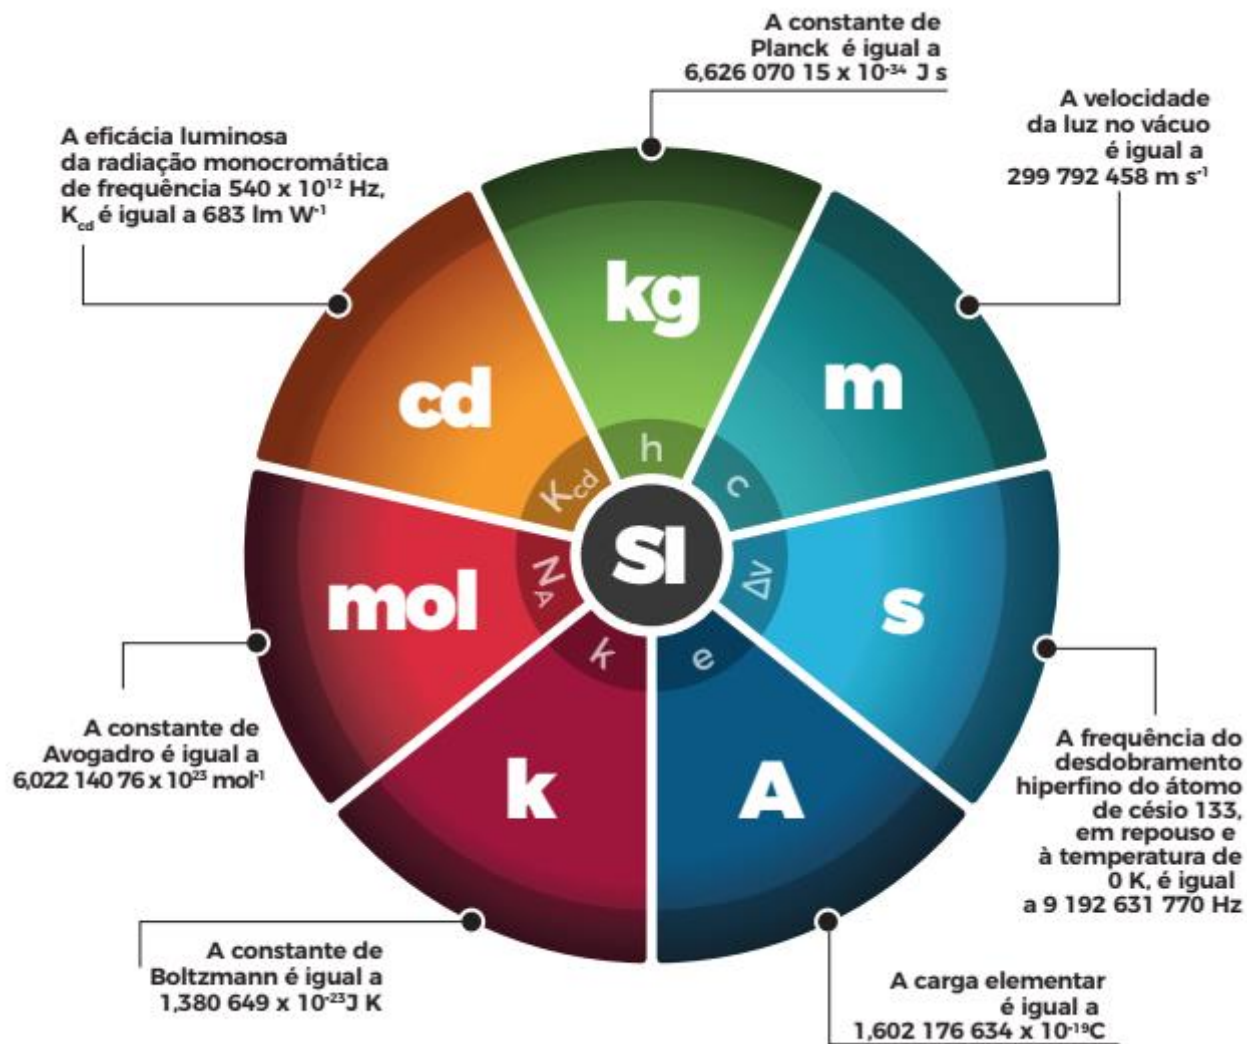 A constante de
Planck é igual a
6,626 070 15 x 10⁻³⁴ J s
A velocidade
da luz no vácuo
é igual a
299 792 458 m s⁻¹
A eficácia luminosa
da radiação monocromática
de frequência 540 x 10¹² Hz,
K_cd é igual a 683 lm W⁻¹
kg
m
cd
h
c
K_cd
SI
N_A
Δν
mol
s
k
e
k
A
A constante de
Avogadro é igual a
6,022 140 76 x 10²³ mol⁻¹
A frequência do
desdobramento
hiperfino do átomo
de césio 133,
em repouso e
à temperatura de
0 K, é igual
a 9 192 631 770 Hz
A constante de
Boltzmann é igual a
1,380 649 x 10⁻²³J K
A carga elementar
é igual a
1,602 176 634 x 10⁻¹⁹C